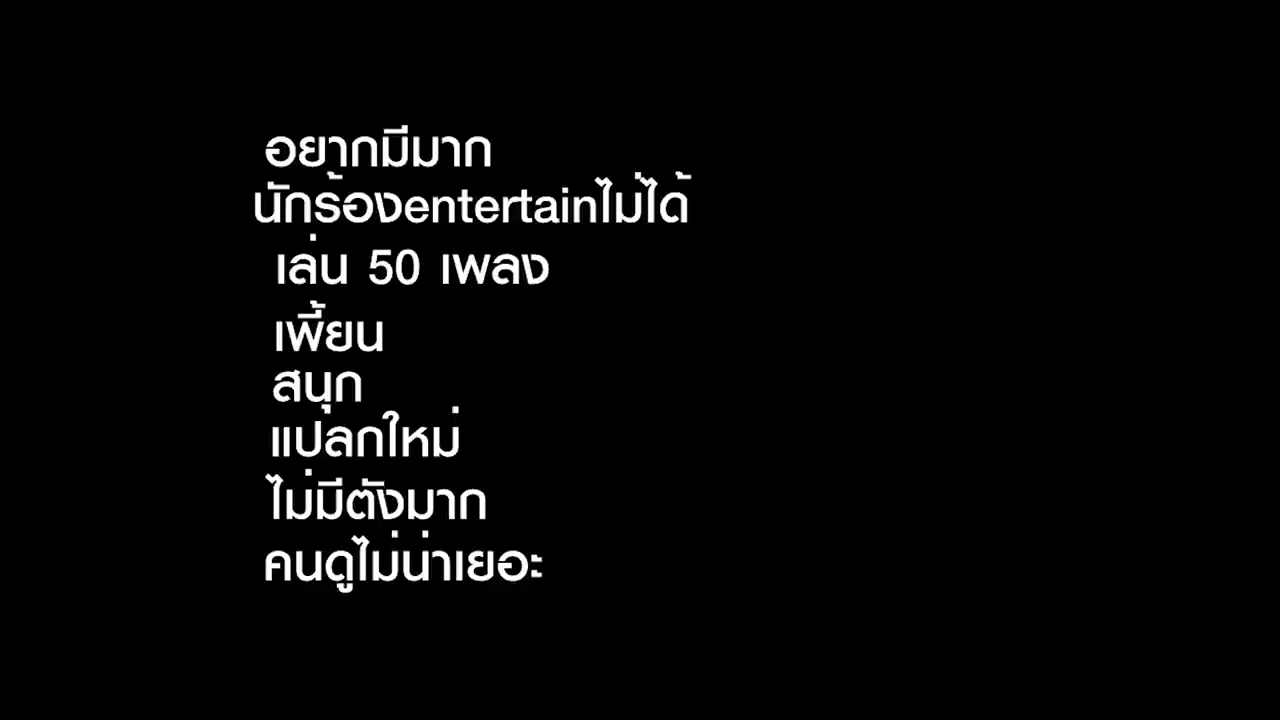 อยากมีมาก
นักร้องentertainไม่ได้
เล่น 50 เพลง
เพี้ยน
สนุก
แปลกใหม่
ไม่มีตังมาก
คนดูไม่น่าเยอะ